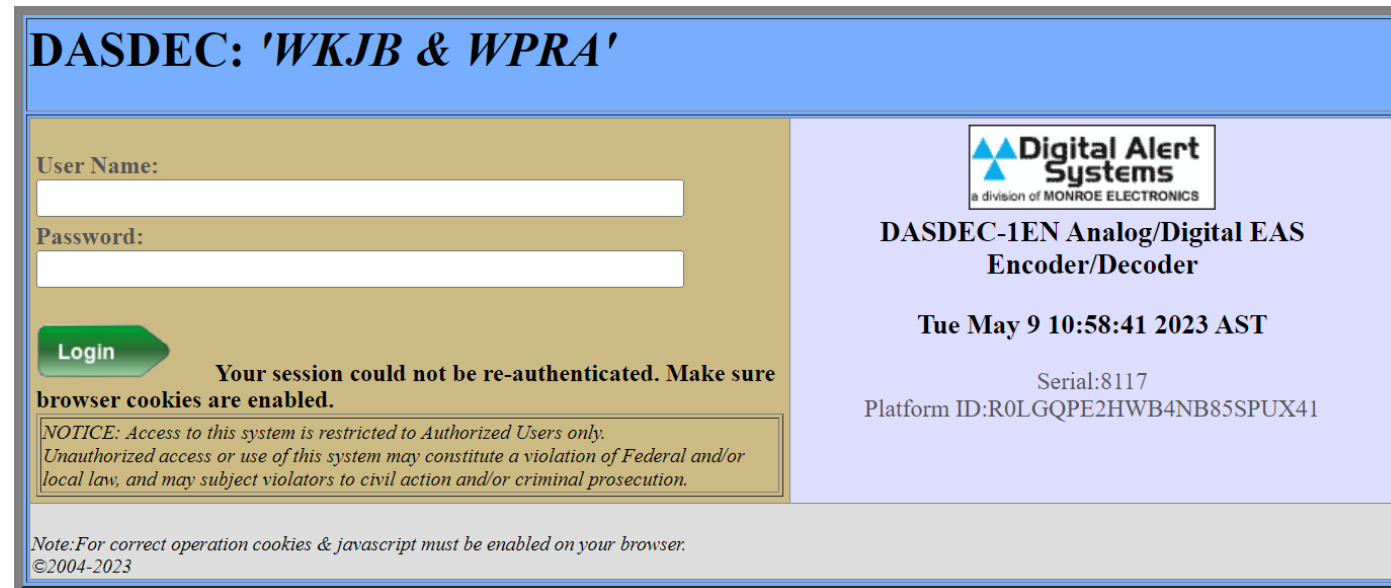 DASDEC: 'WKJB & WPRA'
User Name:
Password:
Login
Your session could not be re-authenticated. Make sure
browser cookies are enabled.
NOTICE: Access to this system is restricted to Authorized Users only.
Unauthorized access or use of this system may constitute a violation of Federal and/or
local law, and may subject violators to civil action and/or criminal prosecution.
Digital Alert
Systems
a division of MONROE ELECTRONICS
DASDEC-1EN Analog/Digital EAS
Encoder/Decoder
Tue May 9 10:58:41 2023 AST
Serial:8117
Platform ID:R0LGQPE2HWB4NB85SPUX41
Note:For correct operation cookies & javascript must be enabled on your browser.
©2004-2023